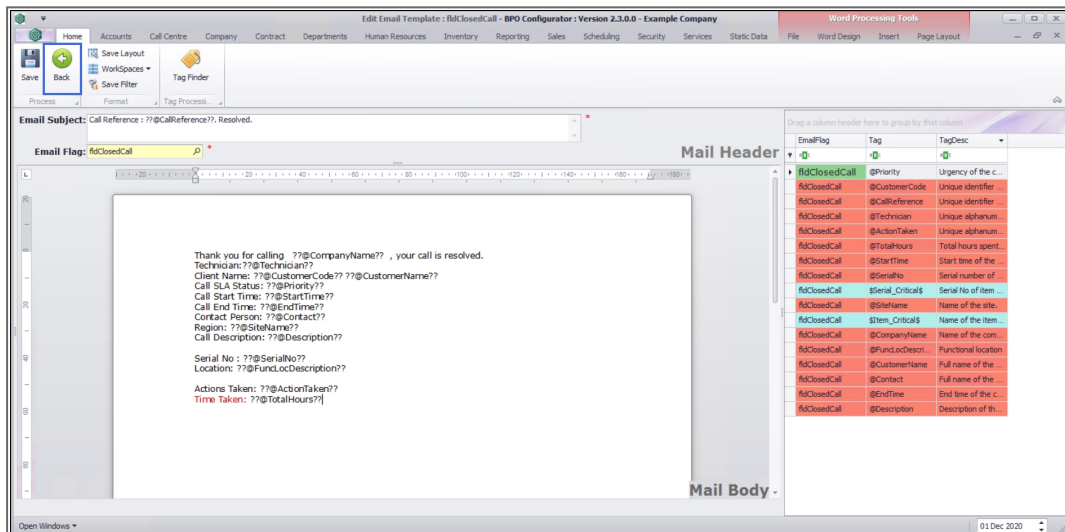 Edit Email Template : fldClosedCall - BPO Configurator : Version 2.3.0.0 - Example Company
Word Processing Tools
Home Accounts Call Centre Company Contract Departments Human Resources Inventory Reporting Sales Scheduling Security Services Static Data File Word Design Insert Page Layout
Save
Back
Save Layout
WorkSpaces
Save Filter
Tag Finder
Process
Format
Tag Processi...
Email Subject: Call Reference : ??@CallReference??. Resolved. *
Email Flag: fldClosedCall *
Mail Header
20 20 40 60 80 100 120 140 160 180
Thank you for calling ??@CompanyName?? , your call is resolved.
Technician:??@Technician??
Client Name: ??@CustomerCode?? ??@CustomerName??
Call SLA Status: ??@Priority??
Call Start Time: ??@StartTime??
Call End Time: ??@EndTime??
Contact Person: ??@Contact??
Region: ??@SiteName??
Call Description: ??@Description??
Serial No : ??@SerialNo??
Location: ??@FuncLocDescription??
Actions Taken: ??@ActionTaken??
Time Taken: ??@TotalHours??
Mail Body
Drag a column header here to group by that column
EmailFlag Tag TagDesc
fldClosedCall @Priority Urgency of the c...
fldClosedCall @CustomerCode Unique identifier ...
fldClosedCall @CallReference Unique identifier ...
fldClosedCall @Technician Unique alphanum...
fldClosedCall @ActionTaken Unique alphanum...
fldClosedCall @TotalHours Total hours spent...
fldClosedCall @StartTime Start time of the ...
fldClosedCall @SerialNo Serial number of ...
fldClosedCall $Serial_Critical$ Serial No of item ...
fldClosedCall @SiteName Name of the site.
fldClosedCall $Item_Critical$ Name of the item...
fldClosedCall @CompanyName Name of the com...
fldClosedCall @FuncLocDescri... Functional location
fldClosedCall @CustomerName Full name of the ...
fldClosedCall @Contact Full name of the ...
fldClosedCall @EndTime End time of the c...
fldClosedCall @Description Description of th...
Open Windows
01 Dec 2020